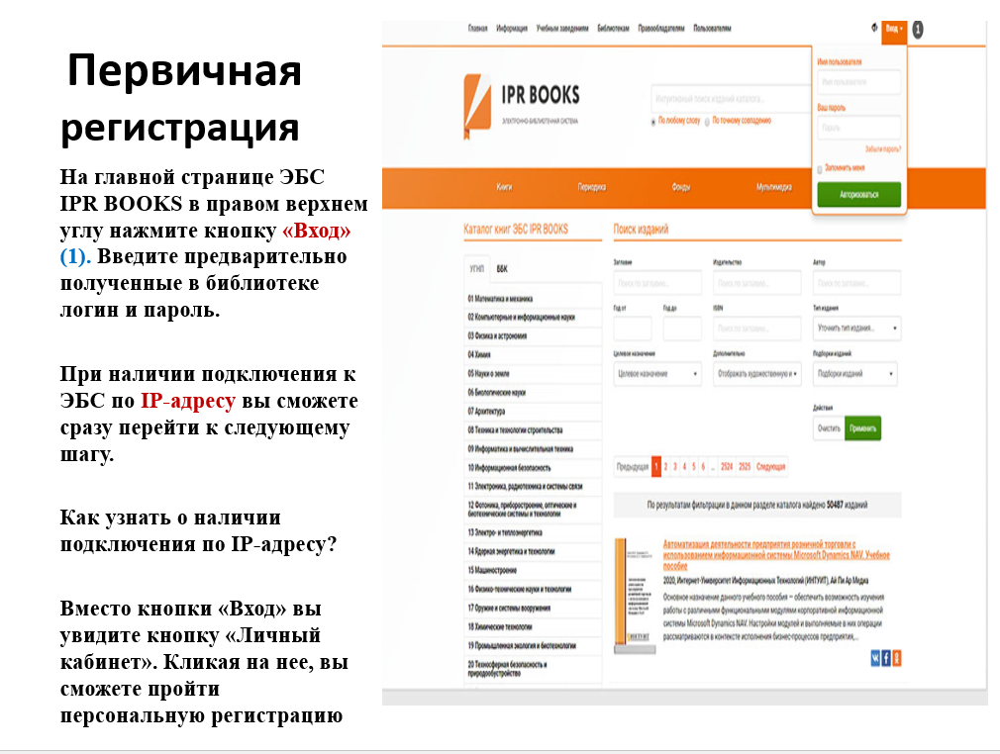 Первичная
регистрация
На главной странице ЭБС
IPR BOOKS в правом верхнем
углу нажмите кнопку «Вход»
(1). Введите предварительно
полученные в библиотеке
логин и пароль.
При наличии подключения к
ЭБС по IP-адресу вы сможете
сразу перейти к следующему
шагу.
Как узнать о наличии
подключения по IP-адресу?
Вместо кнопки «Вход» вы
увидите кнопку «Личный
кабинет». Кликая на нее, вы
сможете пройти
персональную регистрацию
Главная Информация Учебным заведениям Библиотекам Правообладателям Пользователям
Вход 1
Имя пользователя
Имя пользователя
Ваш пароль
Пароль
Забыли пароль?
Запомнить меня
Авторизоваться
IPR BOOKS
ЭЛЕКТРОННО-БИБЛИОТЕЧНАЯ СИСТЕМА
Интуитивный поиск изданий каталога...
По любому слову По точному совпадению
Книги Периодика Фонды Мультимедиа
Каталог книг ЭБС IPR BOOKS
УГНП ББК
01 Математика и механика
02 Компьютерные и информационные науки
03 Физика и астрономия
04 Химия
05 Науки о земле
06 Биологические науки
07 Архитектура
08 Техника и технологии строительства
09 Информатика и вычислительная техника
10 Информационная безопасность
11 Электроника, радиотехника и системы связи
12 Фотоника, приборостроение, оптические и
биотехнические системы и технологии
13 Электро- и теплоэнергетика
14 Ядерная энергетика и технологии
15 Машиностроение
16 Физико-технические науки и технологии
17 Оружие и системы вооружения
18 Химические технологии
19 Промышленная экология и биотехнологии
20 Техносферная безопасность и
природообустройство
Поиск изданий
Заглавие Издательство Автор
Поиск по заглавию... Поиск по заглавию... Поиск по заглавию...
Год от Год до ISBN Тип издания
Поиск по заглавию... Уточнить тип издания...
Целевое назначение Дополнительно Подборки изданий
Целевое назначение Отображать художественную и Подборки изданий
Действия
Очистить Применить
Предыдущая 1 2 3 4 5 6 ... 2524 2525 Следующая
По результатам фильтрации в данном разделе каталога найдено 50487 изданий
Автоматизация деятельности предприятия розничной торговли с
использованием информационной системы Microsoft Dynamics NAV. Учебное
пособие
2020, Интернет-Университет Информационных Технологий (ИНТУИТ), Ай Пи Ар Медиа
Основное назначение данного учебного пособия – обеспечить возможность изучения
работы с различными функциональными модулями корпоративной информационной
системы Microsoft Dynamics NAV. Настройки модулей и выполняемые в них операции
рассматриваются в контексте исполнения бизнес-процессов предприятия,...